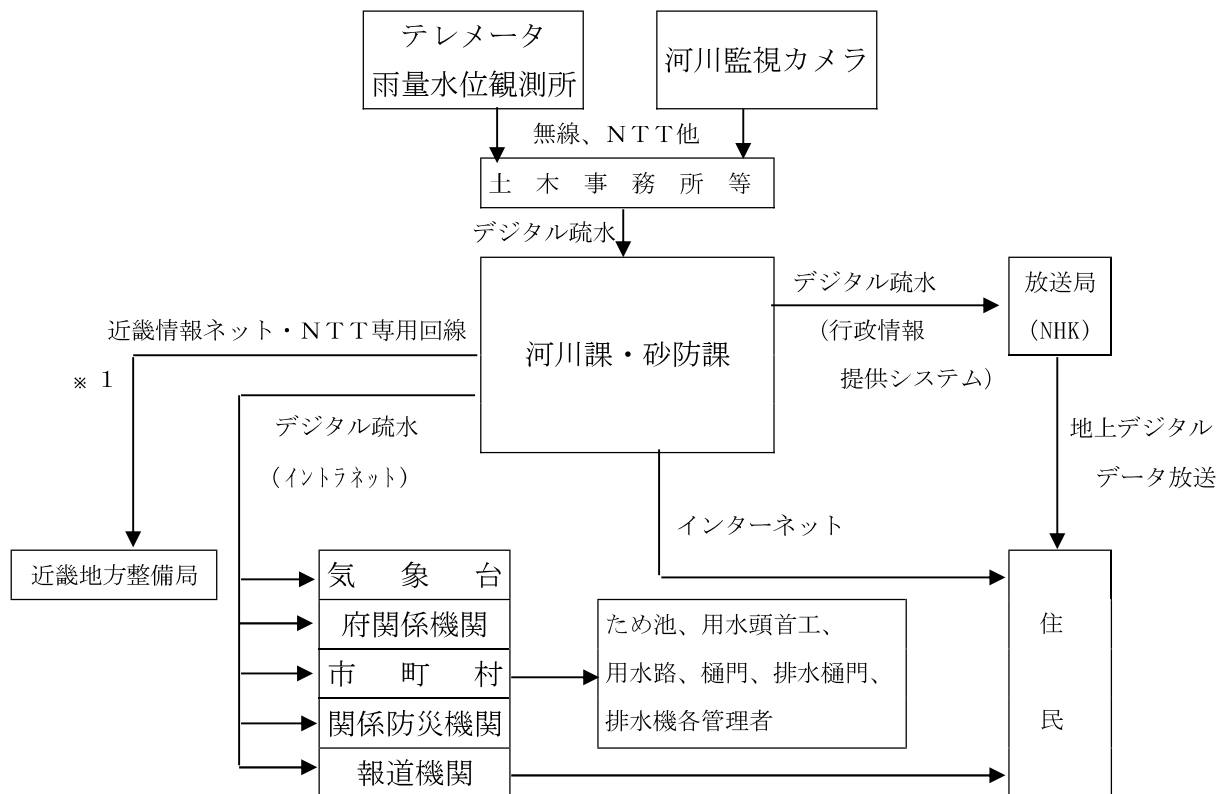 テレメータ
雨量水位観測所
河川監視カメラ
無線、ＮＴＴ他
土木事務所等
デジタル疏水
河川課・砂防課
デジタル疏水
(行政情報
提供システム)
放送局
(NHK)
近畿情報ネット・ＮＴＴ専用回線
※１
デジタル疏水
(イントラネット)
地上デジタル
データ放送
インターネット
近畿地方整備局
気象台
府関係機関
市町村
関係防災機関
報道機関
ため池、用水頭首工、
用水路、樋門、排水樋門、
排水機各管理者
住
民